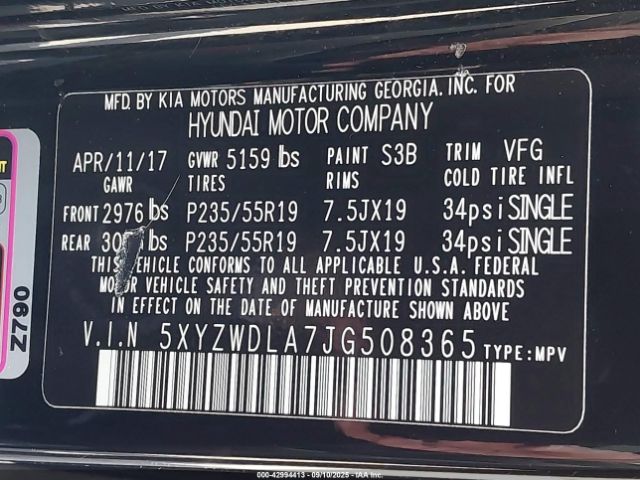 MFD. BY KIA MOTORS MANUFACTURING GEORGIA. INC. FOR
HYUNDAI MOTOR COMPANY
APR/11/17 GVWR 5159 lbs PAINT S3B TRIM VFG
GAWR TIRES RIMS COLD TIRE INFL
FRONT 2976 lbs P235/55R19 7.5JX19 34psi SINGLE
REAR P235/55R19 7.5JX19 34psi SINGLE
THIS VEHICLE CONFORMS TO ALL APPLICABLE U.S.A. FEDERAL
MOTOR VEHICLE SAFETY AND THEFT PREVENTION STANDARDS
IN EFFECT ON THE DATE OF MANUFACTURE SHOWN ABOVE
V.I.N 5XYZWDLA7JG508365 TYPE: MPV
Z790
000-42994413 - 09/10/2025 - IAA Inc.